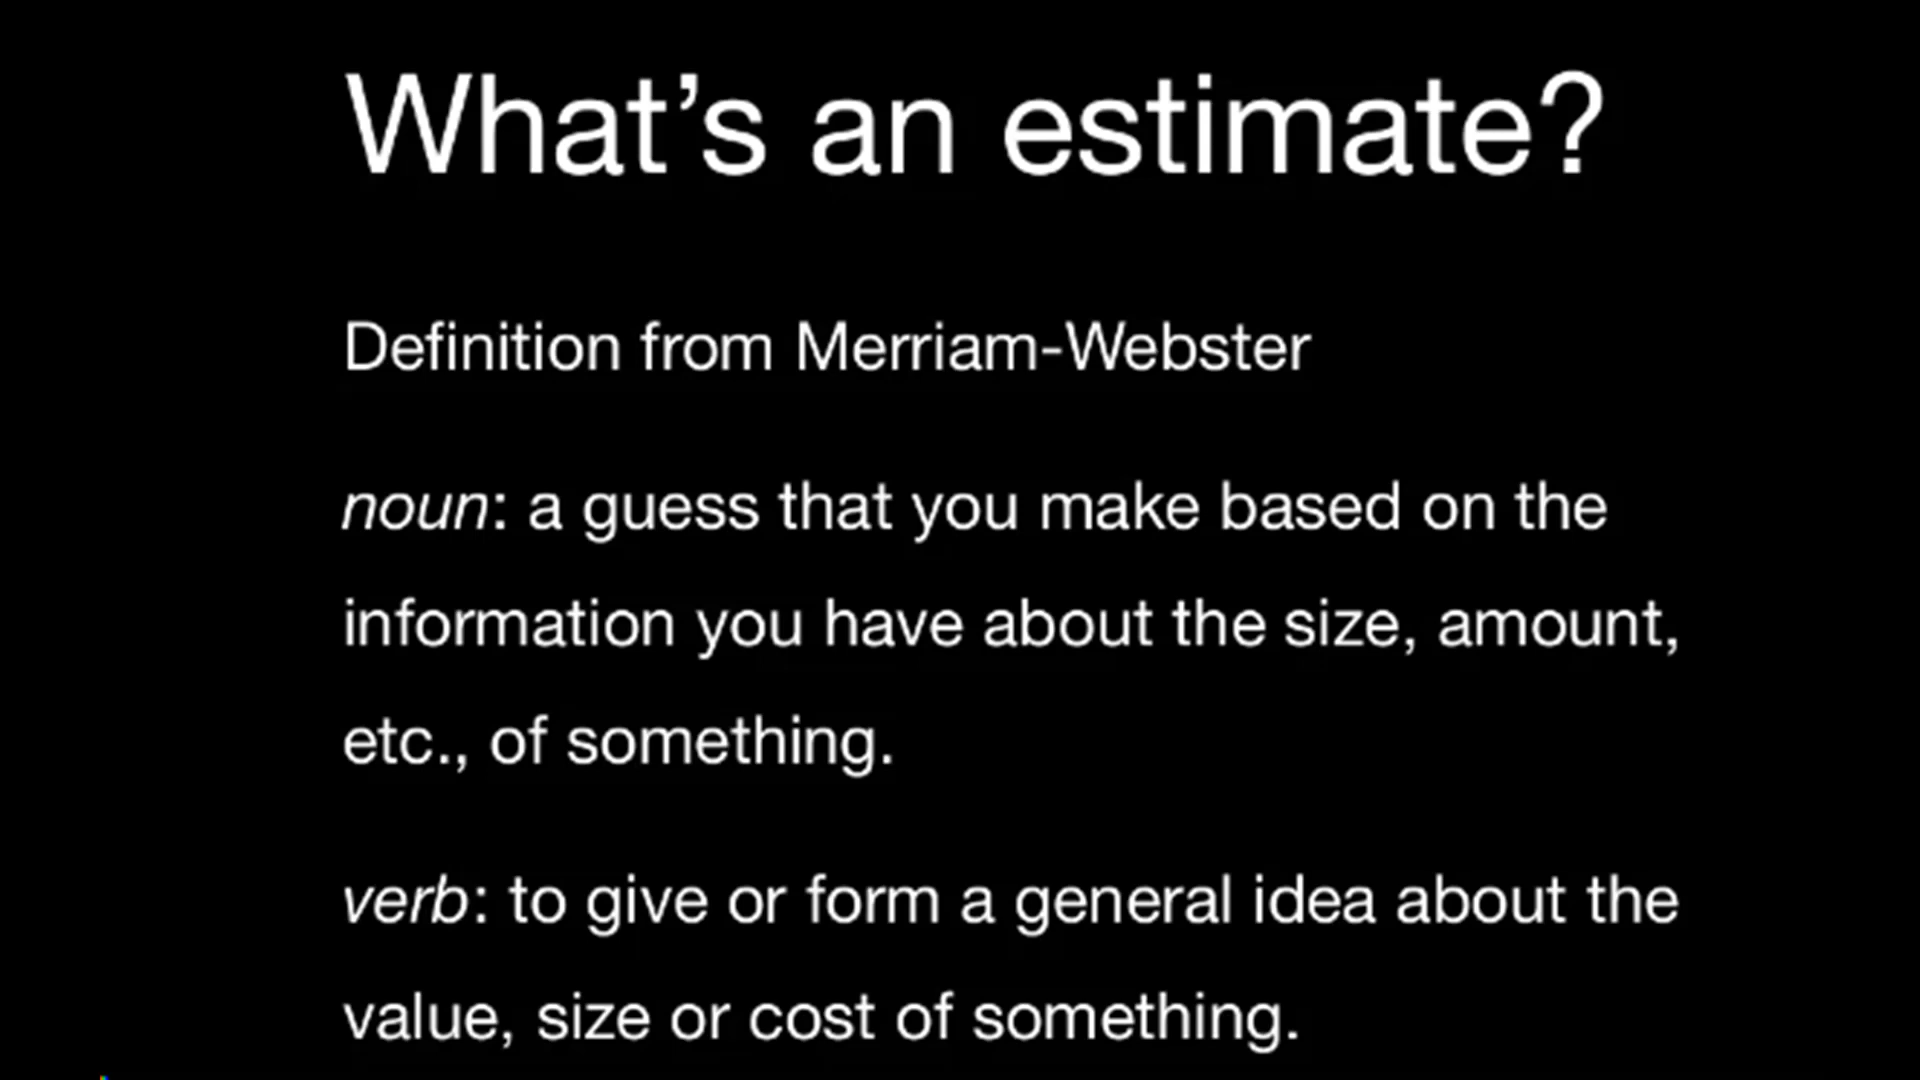 What’s an estimate?
Definition from Merriam-Webster
noun: a guess that you make based on the
information you have about the size, amount,
etc., of something.
verb: to give or form a general idea about the
value, size or cost of something.